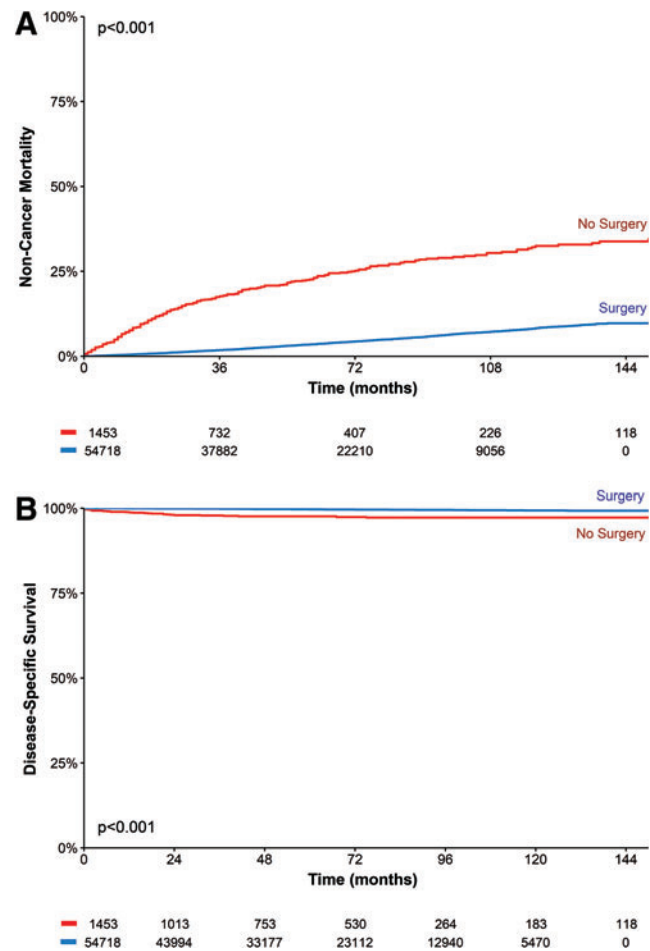 A
p<0.001
100%
75%
50%
25%
0%
Non-Cancer Mortality
No Surgery
Surgery
0 36 72 108 144
Time (months)
1453 732 407 226 118
54718 37882 22210 9056 0
B
100%
75%
50%
25%
0%
Disease-Specific Survival
Surgery
No Surgery
p<0.001
0 24 48 72 96 120 144
Time (months)
1453 1013 753 530 264 183 118
54718 43994 33177 23112 12940 5470 0